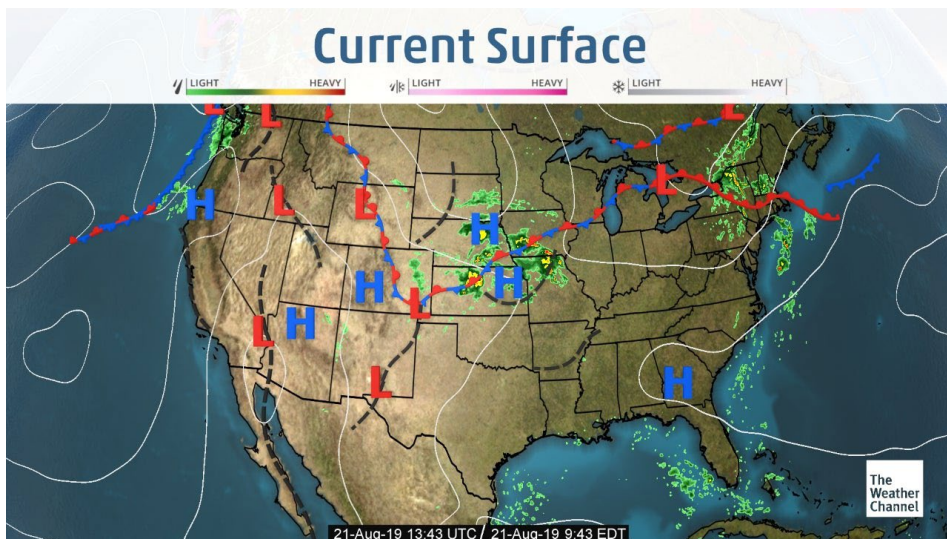 Current Surface
LIGHT HEAVY LIGHT HEAVY LIGHT HEAVY
L L L
L
H L L
H
H H
L
L H
L H
The
Weather
Channel
21-Aug-19 13:43 UTC / 21-Aug-19 9:43 EDT